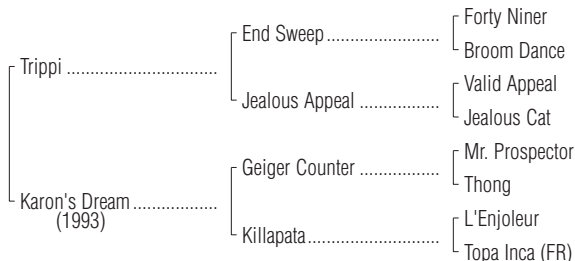 Forty Niner
End Sweep.......................
Broom Dance
Trippi ................................
Valid Appeal
Jealous Appeal .................
Jealous Cat
Mr. Prospector
Geiger Counter .................
Thong
Karon's Dream..................
(1993)
L'Enjoleur
Killapata............................
Topa Inca (FR)